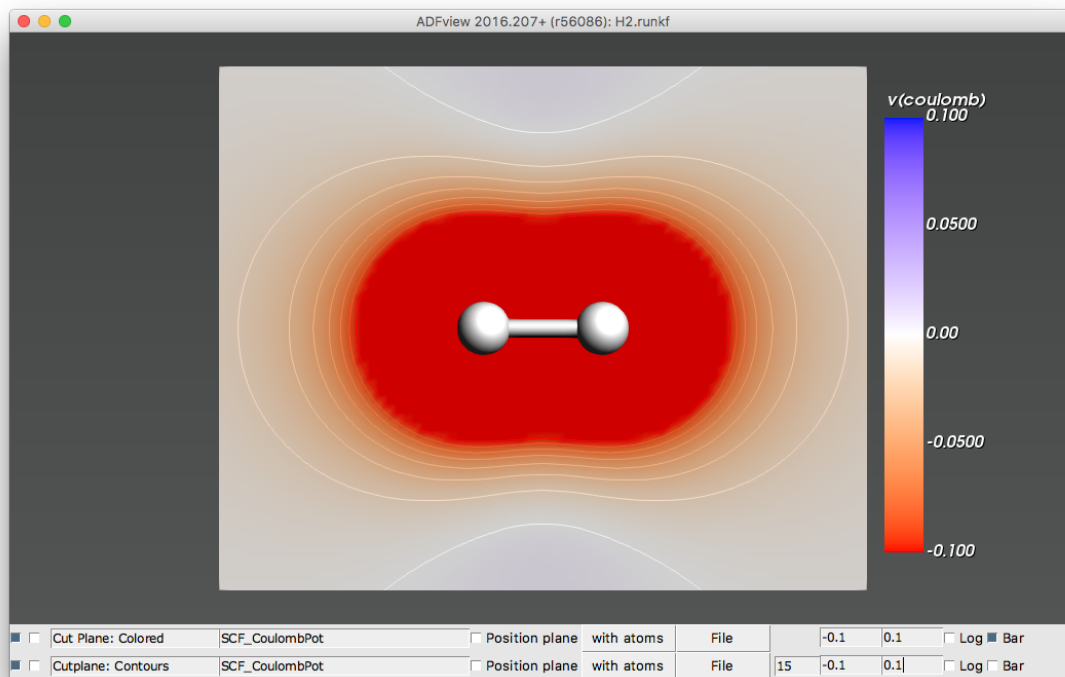 ADFview 2016.207+ (r56086): H2.runkf
v(coulomb)
0.100
0.0500
0.00
-0.0500
-0.100
Cut Plane: Colored SCF_CoulombPot Position plane with atoms File -0.1 0.1 Log Bar
Cutplane: Contours SCF_CoulombPot Position plane with atoms File 15 -0.1 0.1 Log Bar